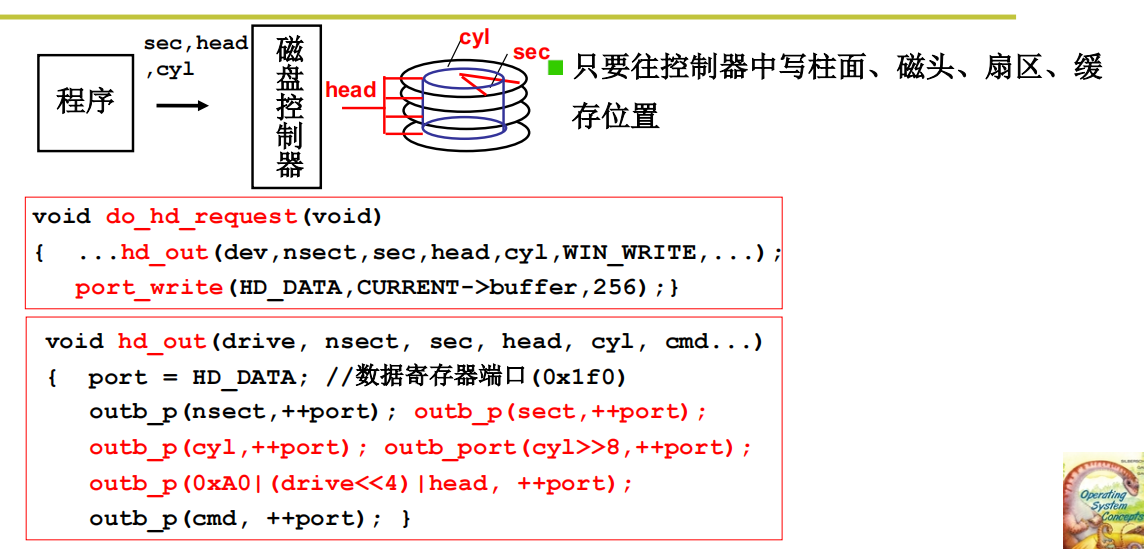 程序
sec,head
,cyl
磁盘控制器
head
cyl
sec
只要往控制器中写柱面、磁头、扇区、缓
存位置
void do_hd_request(void)
{ ...hd_out(dev,nsect,sec,head,cyl,WIN_WRITE,...);
port_write(HD_DATA,CURRENT->buffer,256);}
void hd_out(drive, nsect, sec, head, cyl, cmd...)
{ port = HD_DATA; //数据寄存器端口(0x1f0)
outb_p(nsect,++port); outb_p(sect,++port);
outb_p(cyl,++port); outb_port(cyl>>8,++port);
outb_p(0xA0|(drive<<4)|head, ++port);
outb_p(cmd, ++port); }
Operating
System
Concepts